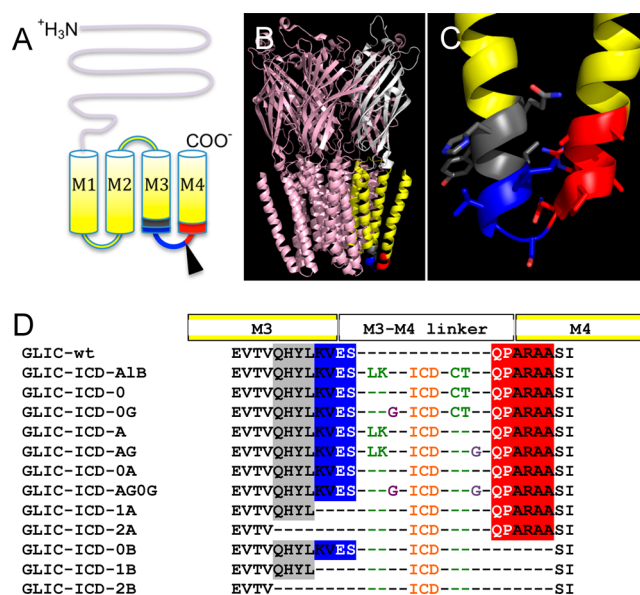 A
B
C
+H₃N
COO⁻
M1 M2 M3 M4
D
M3 M3-M4 linker M4
GLIC-wt EVTVQHYLKVES-------------QPARAASI
GLIC-ICD-AlB EVTVQHYLKVES-LK--ICD-CT--QPARAASI
GLIC-ICD-0 EVTVQHYLKVES-----ICD-CT--QPARAASI
GLIC-ICD-0G EVTVQHYLKVES---G-ICD-CT--QPARAASI
GLIC-ICD-A EVTVQHYLKVES-LK--ICD-----QPARAASI
GLIC-ICD-AG EVTVQHYLKVES-LK--ICD---G-QPARAASI
GLIC-ICD-0A EVTVQHYLKVES-----ICD-----QPARAASI
GLIC-ICD-AG0G EVTVQHYLKVES---G-ICD---G-QPARAASI
GLIC-ICD-1A EVTVQHYL---------ICD-----QPARAASI
GLIC-ICD-2A EVTV-------------ICD-----QPARAASI
GLIC-ICD-0B EVTVQHYLKVES-----ICD-----------SI
GLIC-ICD-1B EVTVQHYL---------ICD-----------SI
GLIC-ICD-2B EVTV-------------ICD-----------SI